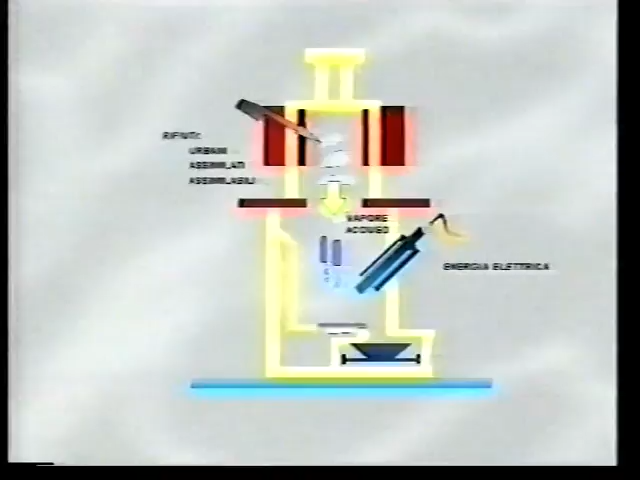 RIFIUTI:
URBANI
ASSIMILATI
ASSIMILABILI
VAPORE
ACQUEO
ENERGIA ELETTRICA